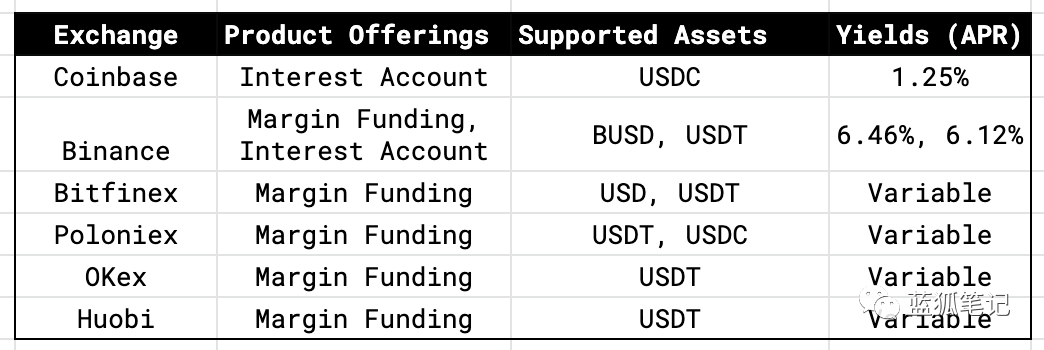 Exchange Product Offerings Supported Assets Yields (APR)
Coinbase Interest Account USDC 1.25%
Margin Funding,
Binance Interest Account BUSD, USDT 6.46%, 6.12%
Bitfinex Margin Funding USD, USDT Variable
Poloniex Margin Funding USDT, USDC Variable
OKex Margin Funding USDT Variable
Huobi Margin Funding USDT Variable
蓝狐笔记